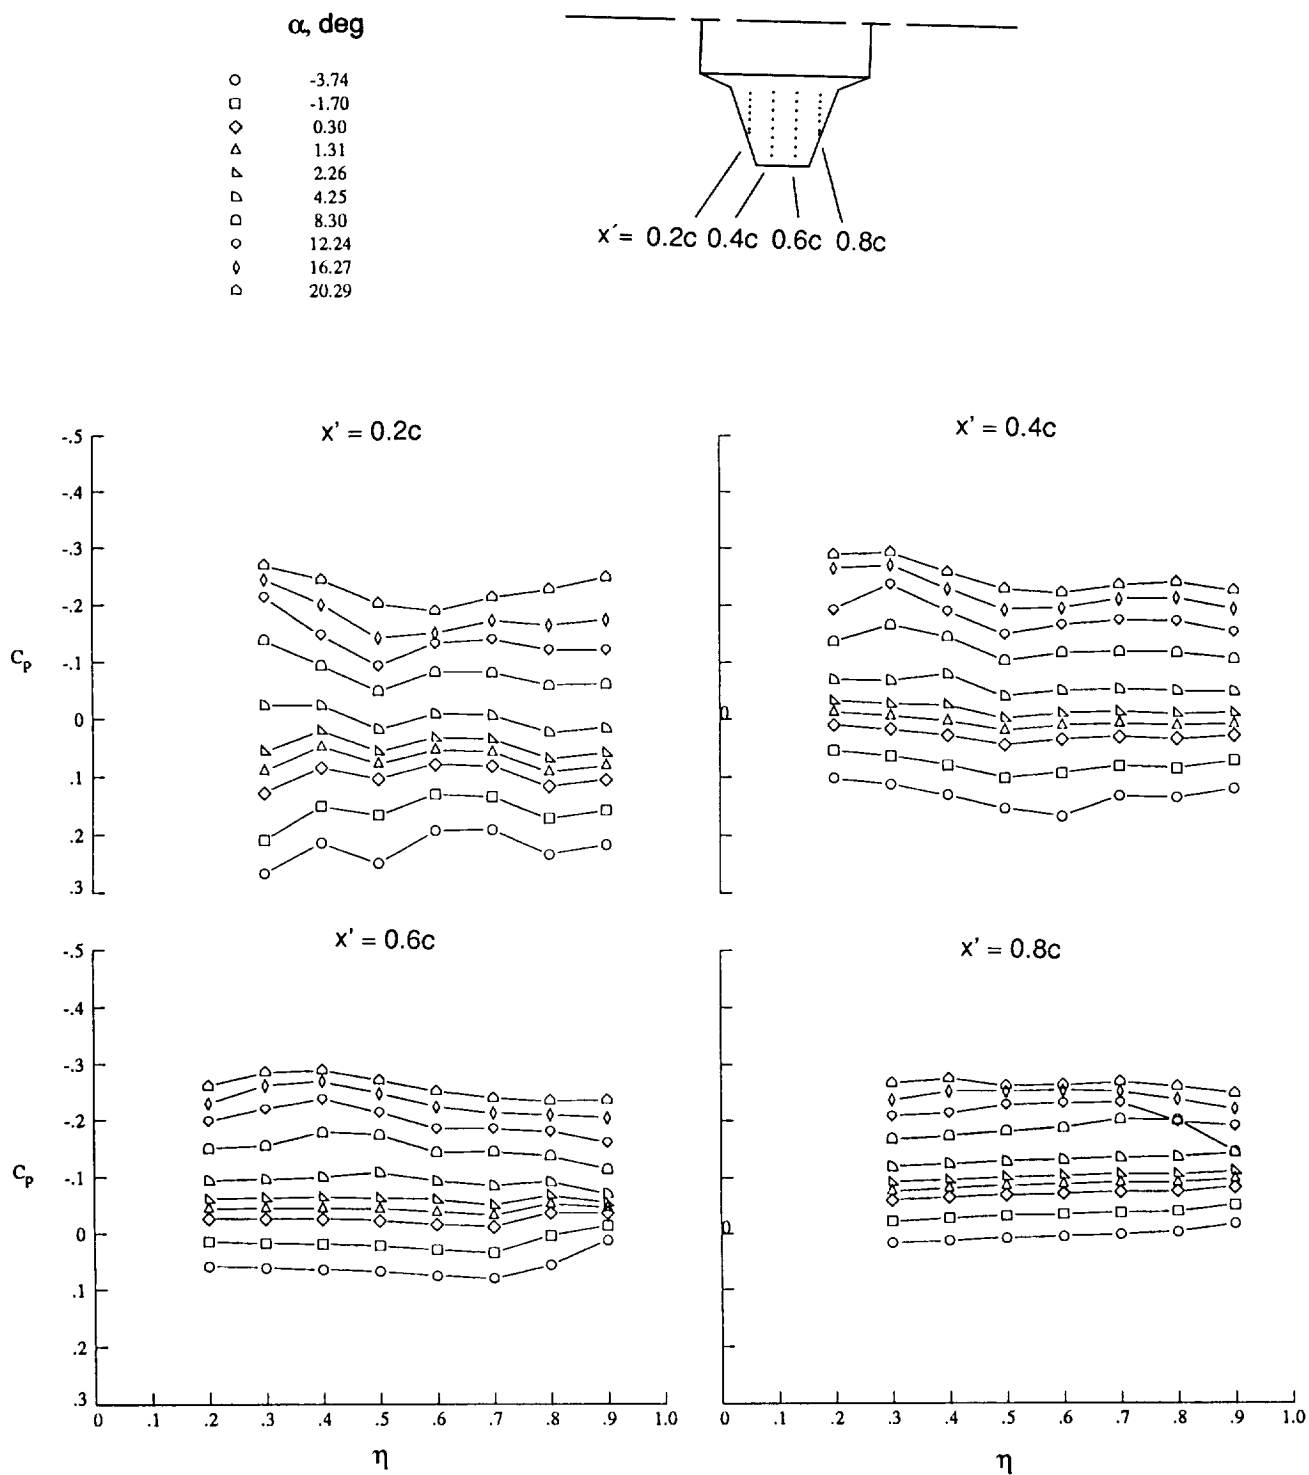 α, deg
-3.74
-1.70
0.30
1.31
2.26
4.25
8.30
12.24
16.27
20.29
x´= 0.2c 0.4c 0.6c 0.8c
x' = 0.2c
x' = 0.4c
-.5
-.4
-.3
-.2
-.1
0
.1
.2
.3
Cp
0
x' = 0.6c
x' = 0.8c
-.5
-.4
-.3
-.2
-.1
0
.1
.2
.3
Cp
0
0 .1 .2 .3 .4 .5 .6 .7 .8 .9 1.0
η
0 .1 .2 .3 .4 .5 .6 .7 .8 .9 1.0
η